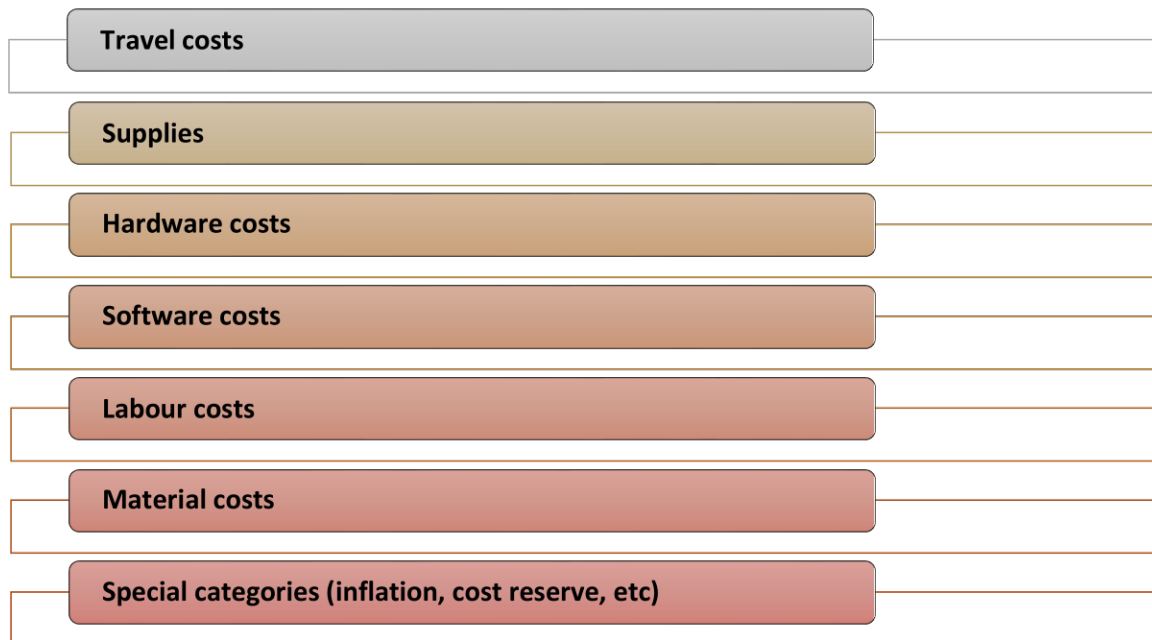 Travel costs
Supplies
Hardware costs
Software costs
Labour costs
Material costs
Special categories (inflation, cost reserve, etc)